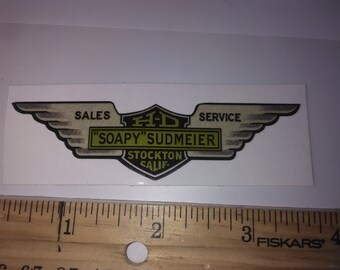 SALES SERVICE
H-D
"SOAPY" SUDMEIER
STOCKTON
CALIF.
1 2 3 4
FISKARS